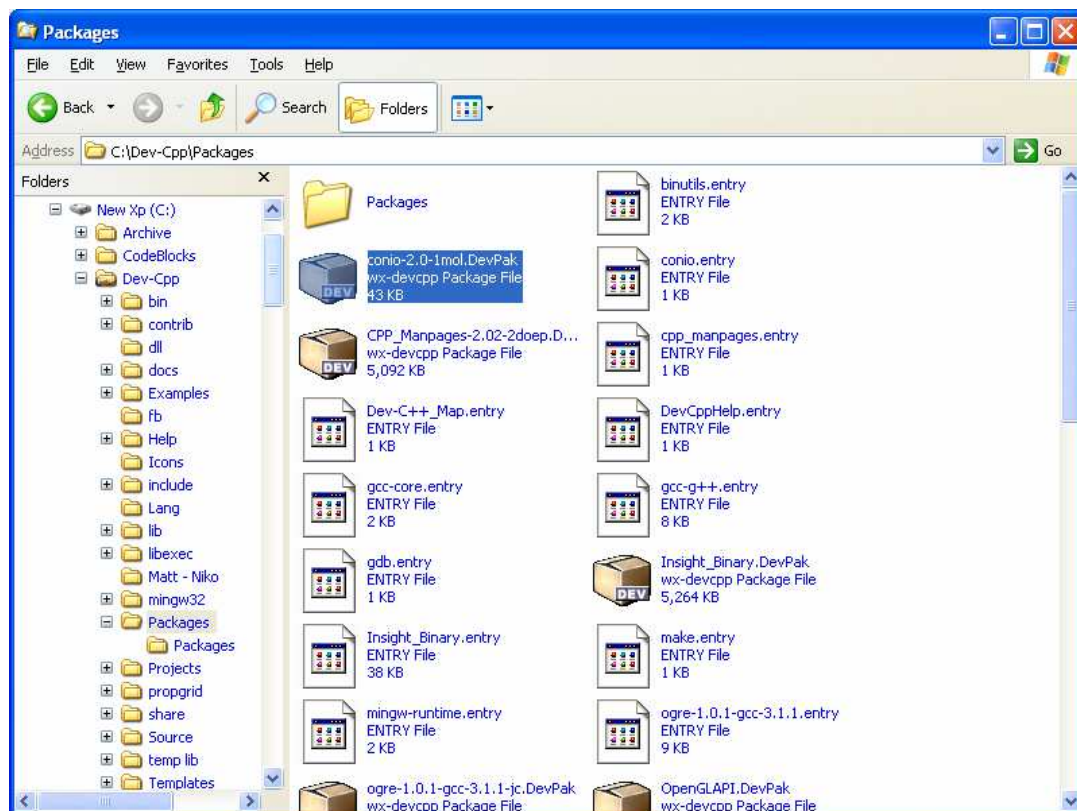 Packages
File Edit View Favorites Tools Help
Back Search Folders
Address C:\Dev-Cpp\Packages Go
Folders
New Xp (C:)
Archive
CodeBlocks
Dev-Cpp
bin
contrib
dll
docs
Examples
fb
Help
Icons
include
Lang
lib
libexec
Matt - Niko
mingw32
Packages
Packages
Projects
propgrid
share
Source
temp lib
Templates
Packages
binutils.entry
ENTRY File
2 KB
conio-2.0-1mol.DevPak
wx-devcpp Package File
43 KB
DEV
conio.entry
ENTRY File
1 KB
CPP_Manpages-2.02-2doep.D...
wx-devcpp Package File
5,092 KB
DEV
cpp_manpages.entry
ENTRY File
1 KB
Dev-C++_Map.entry
ENTRY File
1 KB
DevCppHelp.entry
ENTRY File
1 KB
gcc-core.entry
ENTRY File
2 KB
gcc-g++.entry
ENTRY File
8 KB
gdb.entry
ENTRY File
1 KB
Insight_Binary.DevPak
wx-devcpp Package File
5,264 KB
DEV
Insight_Binary.entry
ENTRY File
38 KB
make.entry
ENTRY File
1 KB
mingw-runtime.entry
ENTRY File
2 KB
ogre-1.0.1-gcc-3.1.1.entry
ENTRY File
9 KB
ogre-1.0.1-gcc-3.1.1-jc.DevPak
wx-devcpp Package File
OpenGLAPI.DevPak
wx-devcpp Package File